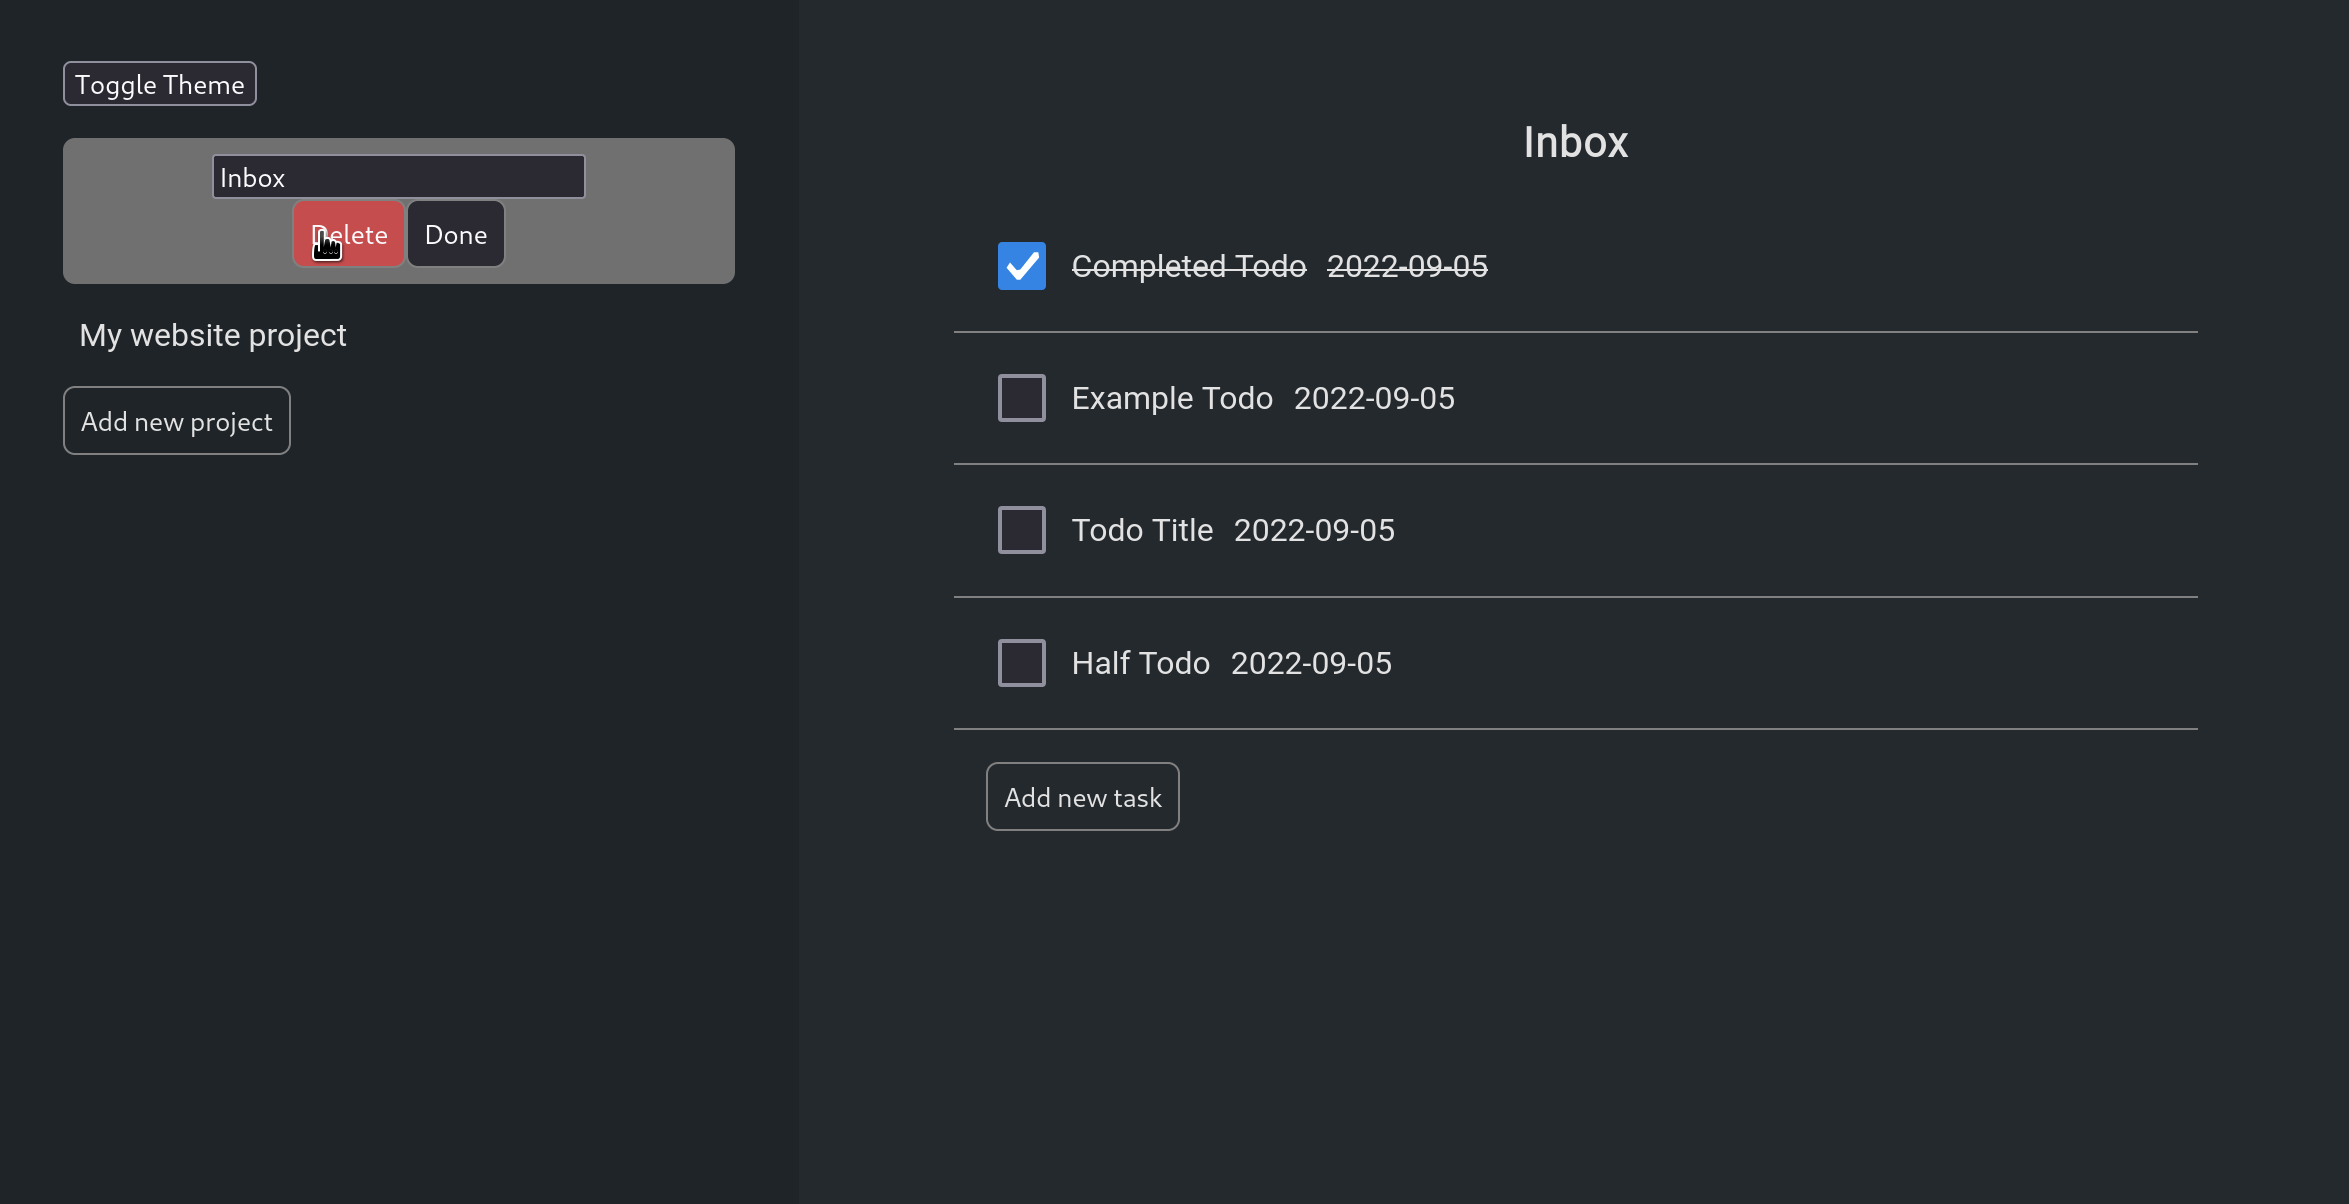 Toggle Theme
Inbox
Delete Done
My website project
Add new project
Inbox
Completed Todo 2022-09-05
Example Todo 2022-09-05
Todo Title 2022-09-05
Half Todo 2022-09-05
Add new task